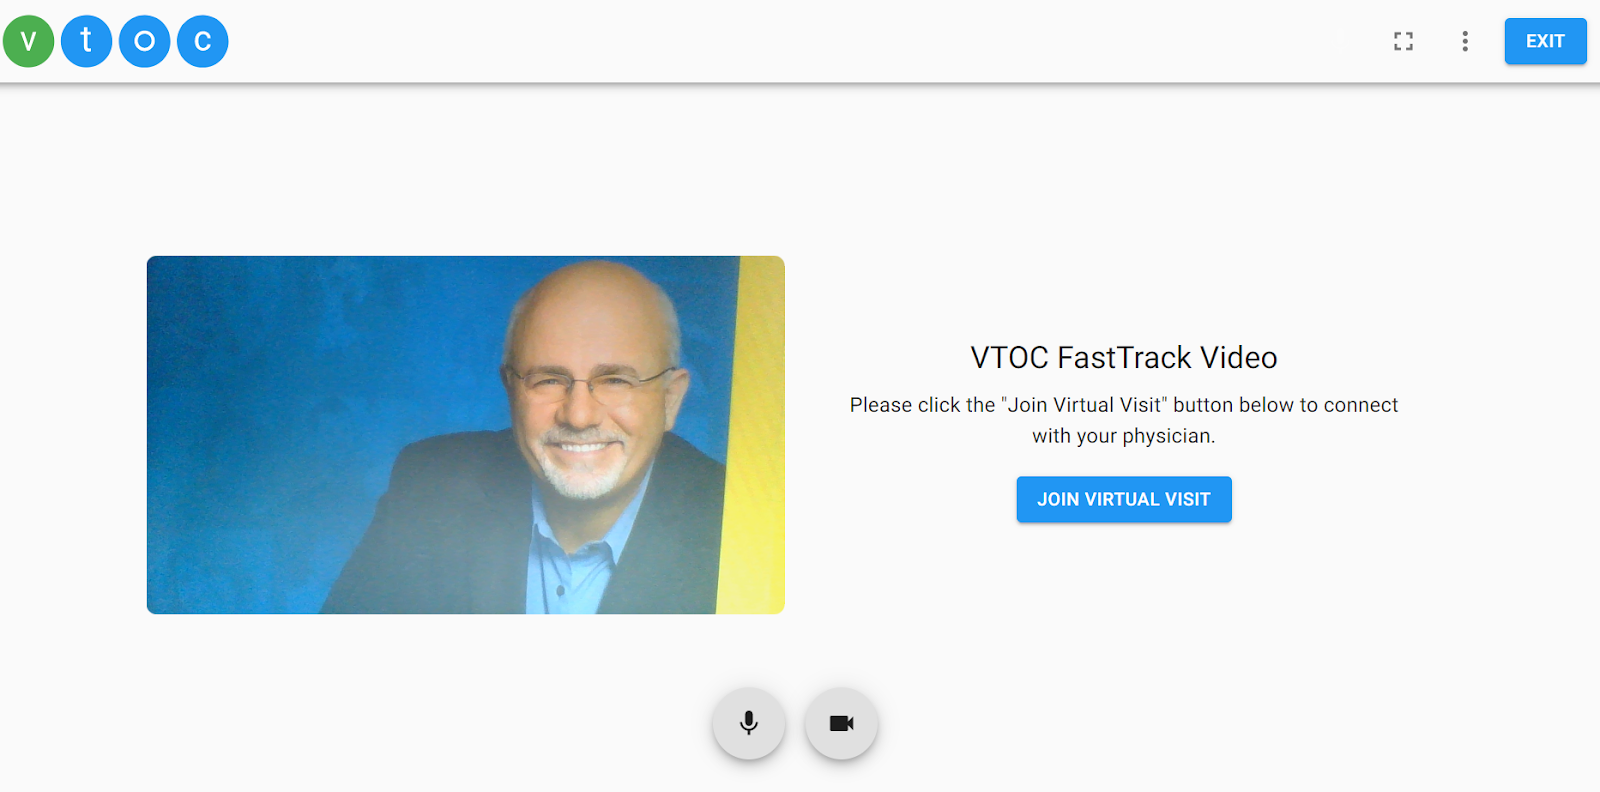 v t o c
EXIT
VTOC FastTrack Video
Please click the "Join Virtual Visit" button below to connect
with your physician.
JOIN VIRTUAL VISIT